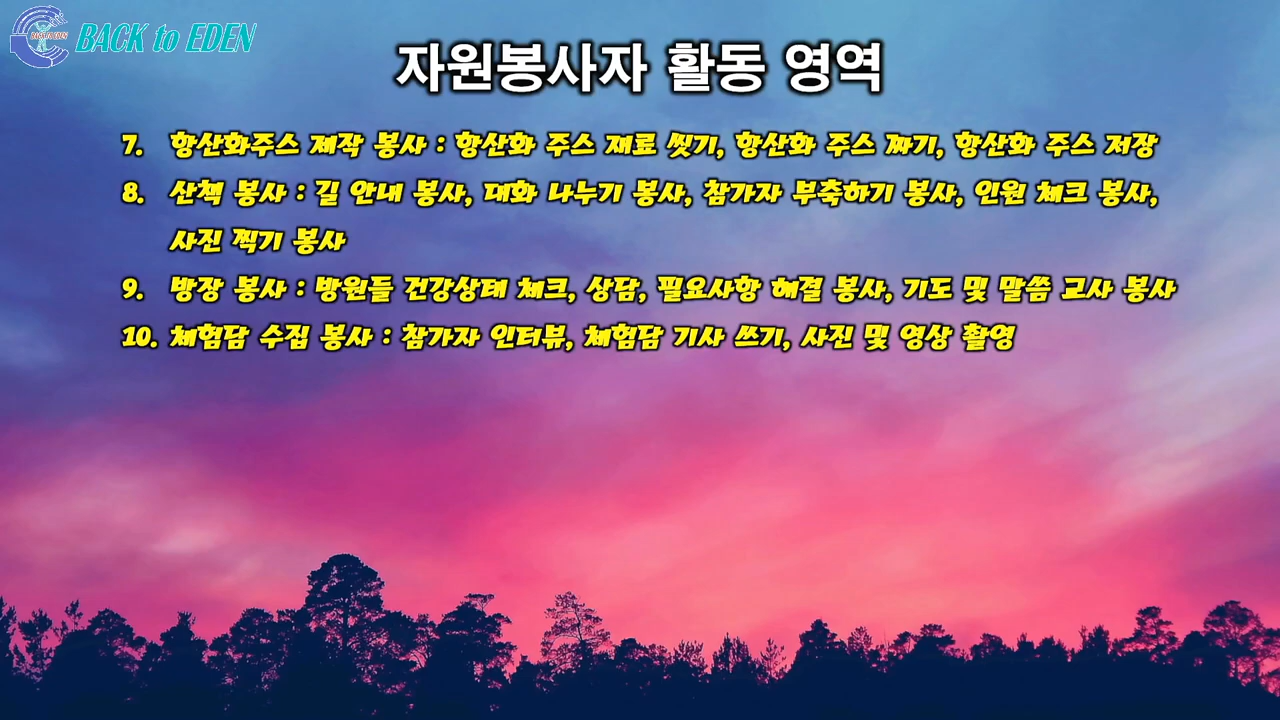 BACK to EDEN
자원봉사자 활동 영역
7. 항산화주스 제작 봉사 : 항산화 주스 재료 씻기, 항산화 주스 짜기, 항산화 주스 저장
8. 산책 봉사 : 길 안내 봉사, 대화 나누기 봉사, 참가자 부축하기 봉사, 인원 체크 봉사,
사진 찍기 봉사
9. 방장 봉사 : 방원들 건강상태 체크, 상담, 필요사항 해결 봉사, 기도 및 말씀 교사 봉사
10. 체험담 수집 봉사 : 참가자 인터뷰, 체험담 기사 쓰기, 사진 및 영상 촬영